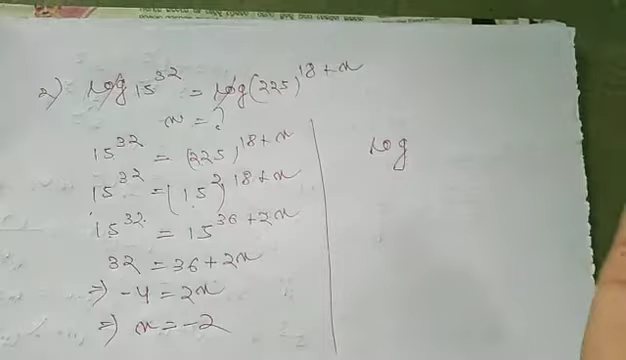 2) log 15^32 = log(225)^18+x
x = ?
15^32 = (225)^18+x
15^32 = (15^2)^18+x
15^32 = 15^36+2x
32 = 36+2x
⇒ -4 = 2x
⇒ x = -2
log